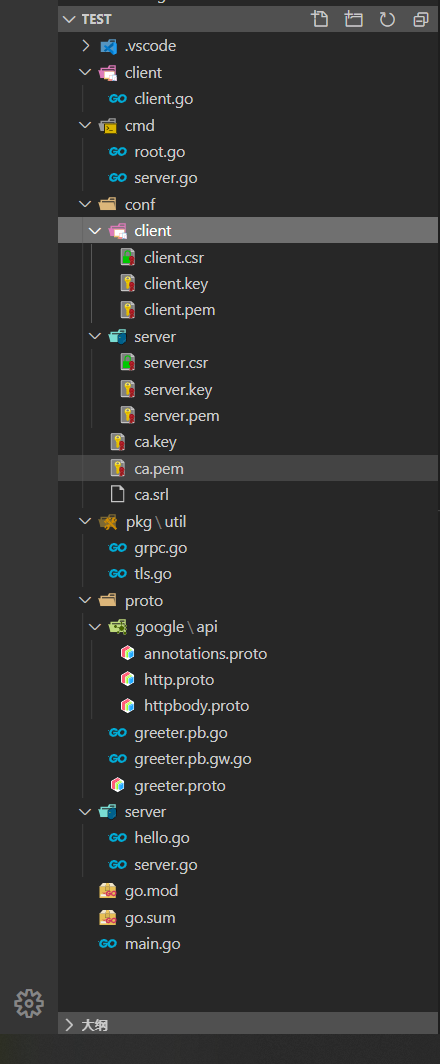 TEST
.vscode
client
client.go
cmd
root.go
server.go
conf
client
client.csr
client.key
client.pem
server
server.csr
server.key
server.pem
ca.key
ca.pem
ca.srl
pkg \ util
grpc.go
tls.go
proto
google \ api
annotations.proto
http.proto
httpbody.proto
greeter.pb.go
greeter.pb.gw.go
greeter.proto
server
hello.go
server.go
go.mod
go.sum
main.go
大纲